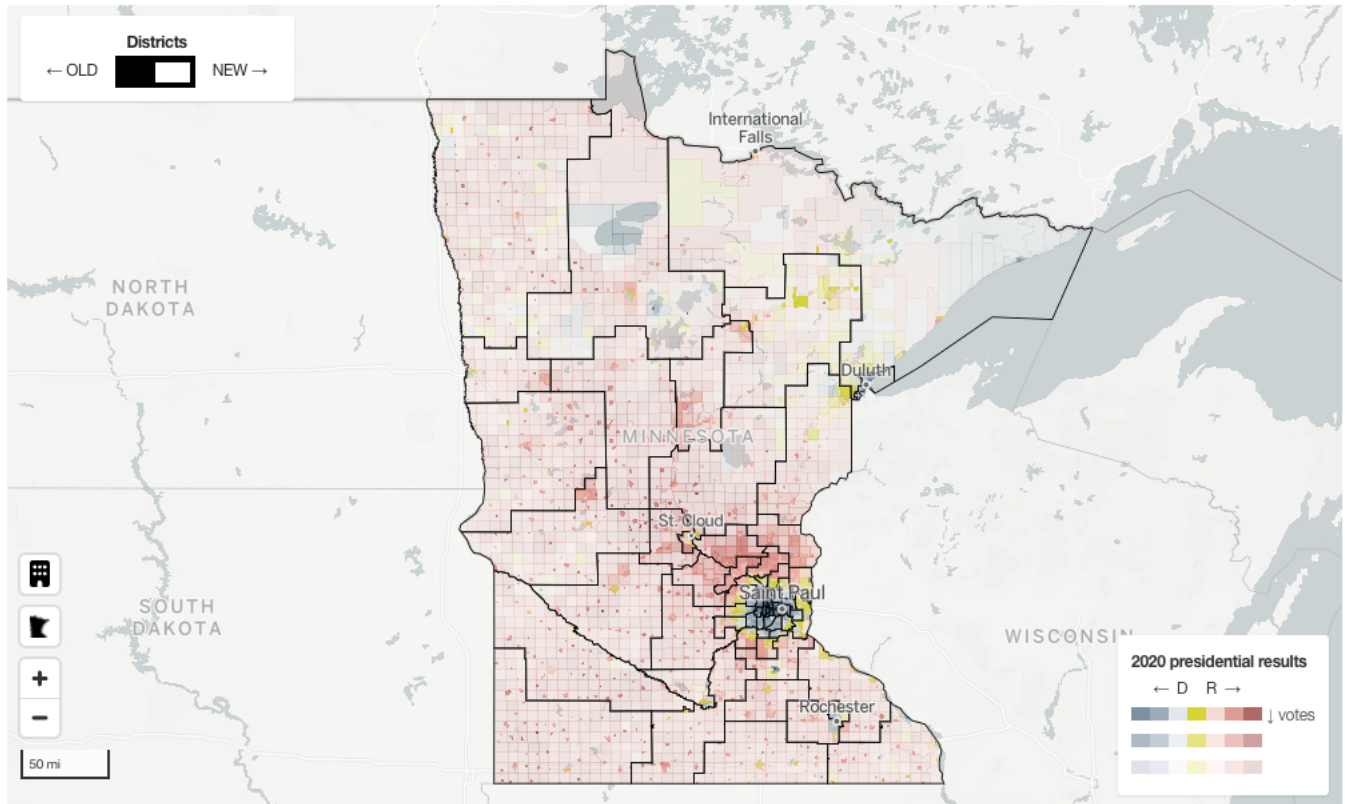 Districts
← OLD NEW →
International
Falls
NORTH
DAKOTA
Duluth
MINNESOTA
St. Cloud
Saint Paul
SOUTH
DAKOTA
WISCONSIN
Rochester
50 mi
2020 presidential results
← D R →
↓ votes